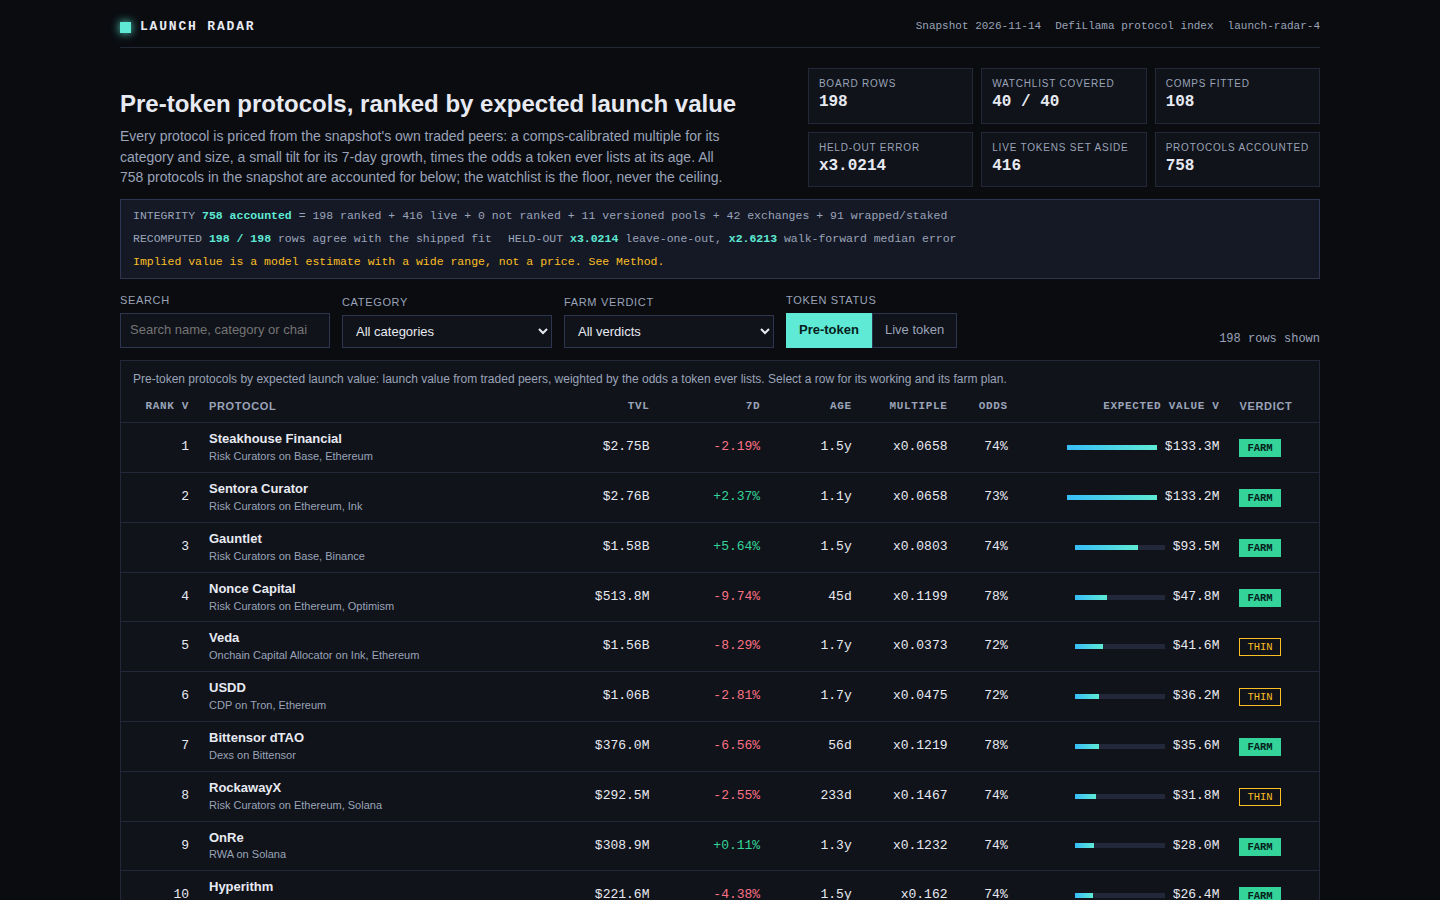 LAUNCH RADAR
Snapshot 2026-11-14 DefiLlama protocol index launch-radar-4
Pre-token protocols, ranked by expected launch value
Every protocol is priced from the snapshot's own traded peers: a comps-calibrated multiple for its
category and size, a small tilt for its 7-day growth, times the odds a token ever lists at its age. All
758 protocols in the snapshot are accounted for below; the watchlist is the floor, never the ceiling.
BOARD ROWS
198
WATCHLIST COVERED
40 / 40
COMPS FITTED
108
HELD-OUT ERROR
x3.0214
LIVE TOKENS SET ASIDE
416
PROTOCOLS ACCOUNTED
758
INTEGRITY 758 accounted = 198 ranked + 416 live + 0 not ranked + 11 versioned pools + 42 exchanges + 91 wrapped/staked
RECOMPUTED 198 / 198 rows agree with the shipped fit HELD-OUT x3.0214 leave-one-out, x2.6213 walk-forward median error
Implied value is a model estimate with a wide range, not a price. See Method.
SEARCH
Search name, category or chai
CATEGORY
All categories
FARM VERDICT
All verdicts
TOKEN STATUS
Pre-token Live token
198 rows shown
Pre-token protocols by expected launch value: launch value from traded peers, weighted by the odds a token ever lists. Select a row for its working and its farm plan.
RANK V PROTOCOL TVL 7D AGE MULTIPLE ODDS EXPECTED VALUE V VERDICT
1 Steakhouse Financial $2.75B -2.19% 1.5y x0.0658 74% $133.3M FARM
Risk Curators on Base, Ethereum
2 Sentora Curator $2.76B +2.37% 1.1y x0.0658 73% $133.2M FARM
Risk Curators on Ethereum, Ink
3 Gauntlet $1.58B +5.64% 1.5y x0.0803 74% $93.5M FARM
Risk Curators on Base, Binance
4 Nonce Capital $513.8M -9.74% 45d x0.1199 78% $47.8M FARM
Risk Curators on Ethereum, Optimism
5 Veda $1.56B -8.29% 1.7y x0.0373 72% $41.6M THIN
Onchain Capital Allocator on Ink, Ethereum
6 USDD $1.06B -2.81% 1.7y x0.0475 72% $36.2M THIN
CDP on Tron, Ethereum
7 Bittensor dTAO $376.0M -6.56% 56d x0.1219 78% $35.6M FARM
Dexs on Bittensor
8 RockawayX $292.5M -2.55% 233d x0.1467 74% $31.8M THIN
Risk Curators on Ethereum, Solana
9 OnRe $308.9M +0.11% 1.3y x0.1232 74% $28.0M FARM
RWA on Solana
10 Hyperithm $221.6M -4.38% 1.5y x0.162 74% $26.4M FARM